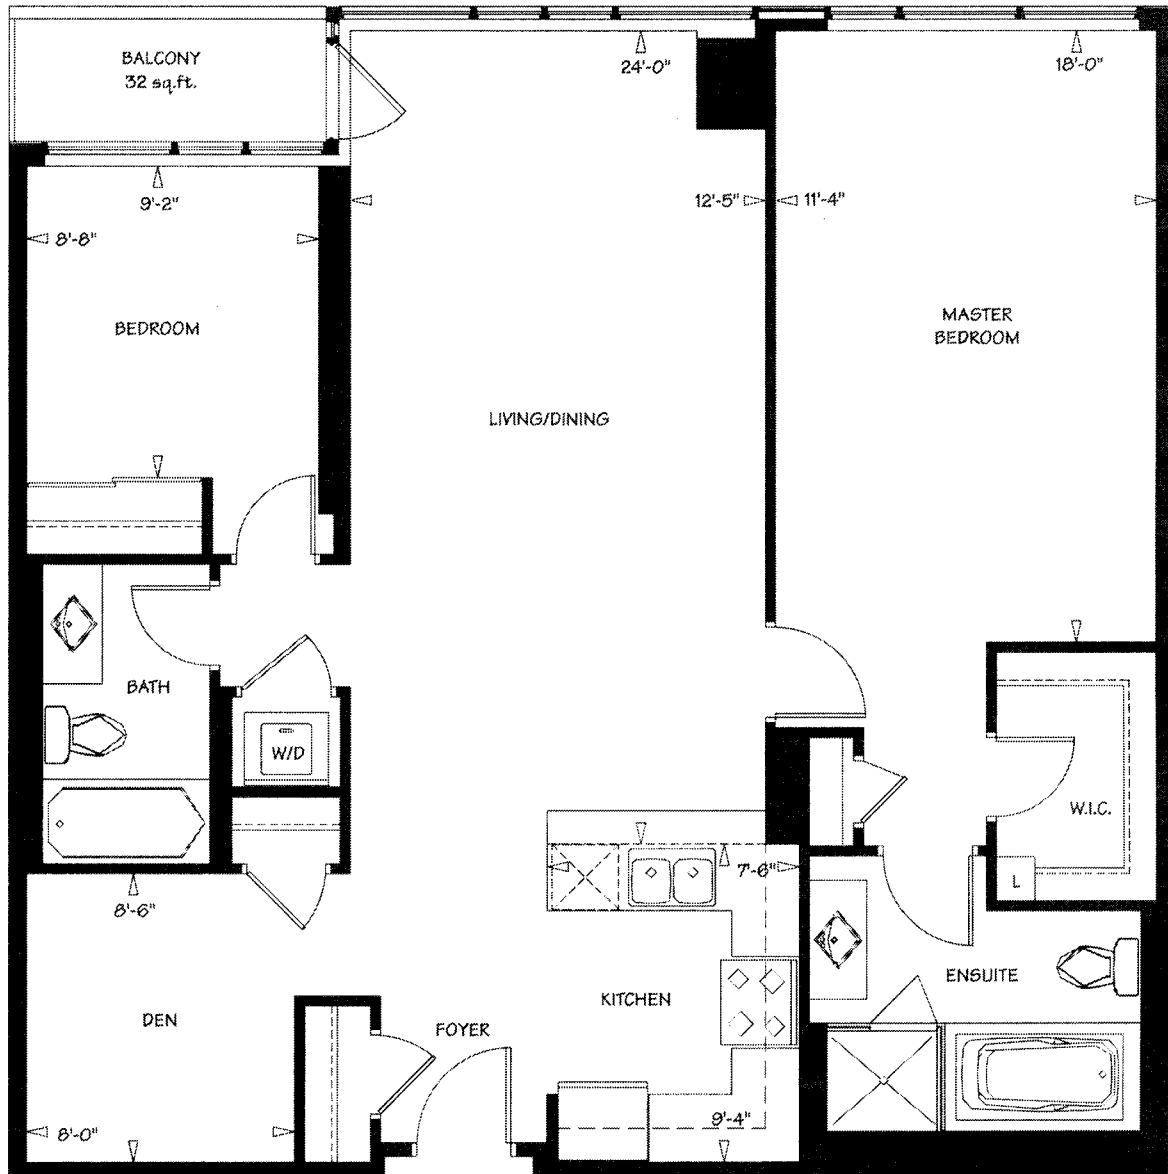 BALCONY
32 sq.ft.
24'-0"
18'-0"
9'-2"
12'-5"
11'-4"
8'-8"
MASTER
BEDROOM
BEDROOM
LIVING/DINING
BATH
W/D
W.I.C.
7'-6"
L
8'-6"
ENSUITE
KITCHEN
DEN
FOYER
9'-4"
8'-0"